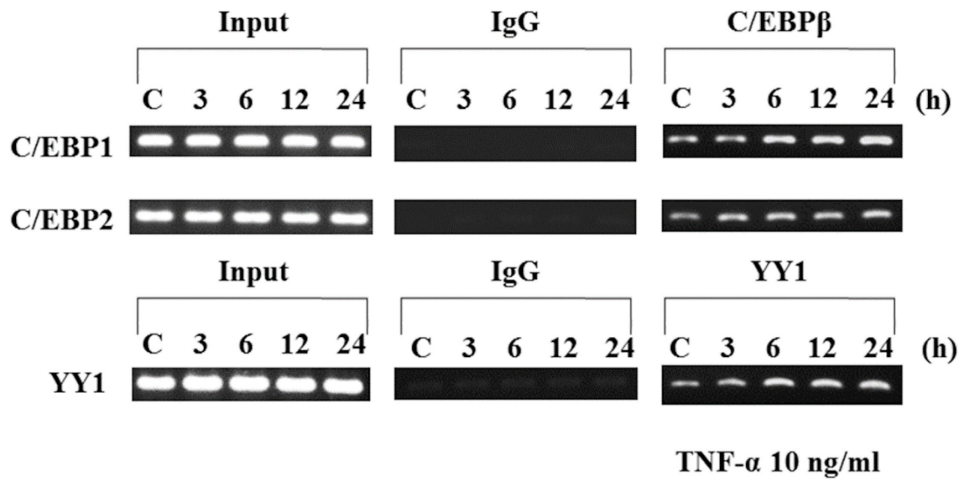 Input IgG C/EBPβ
C 3 6 12 24 C 3 6 12 24 C 3 6 12 24 (h)
C/EBP1
C/EBP2
Input IgG YY1
C 3 6 12 24 C 3 6 12 24 C 3 6 12 24 (h)
YY1
TNF-α 10 ng/ml